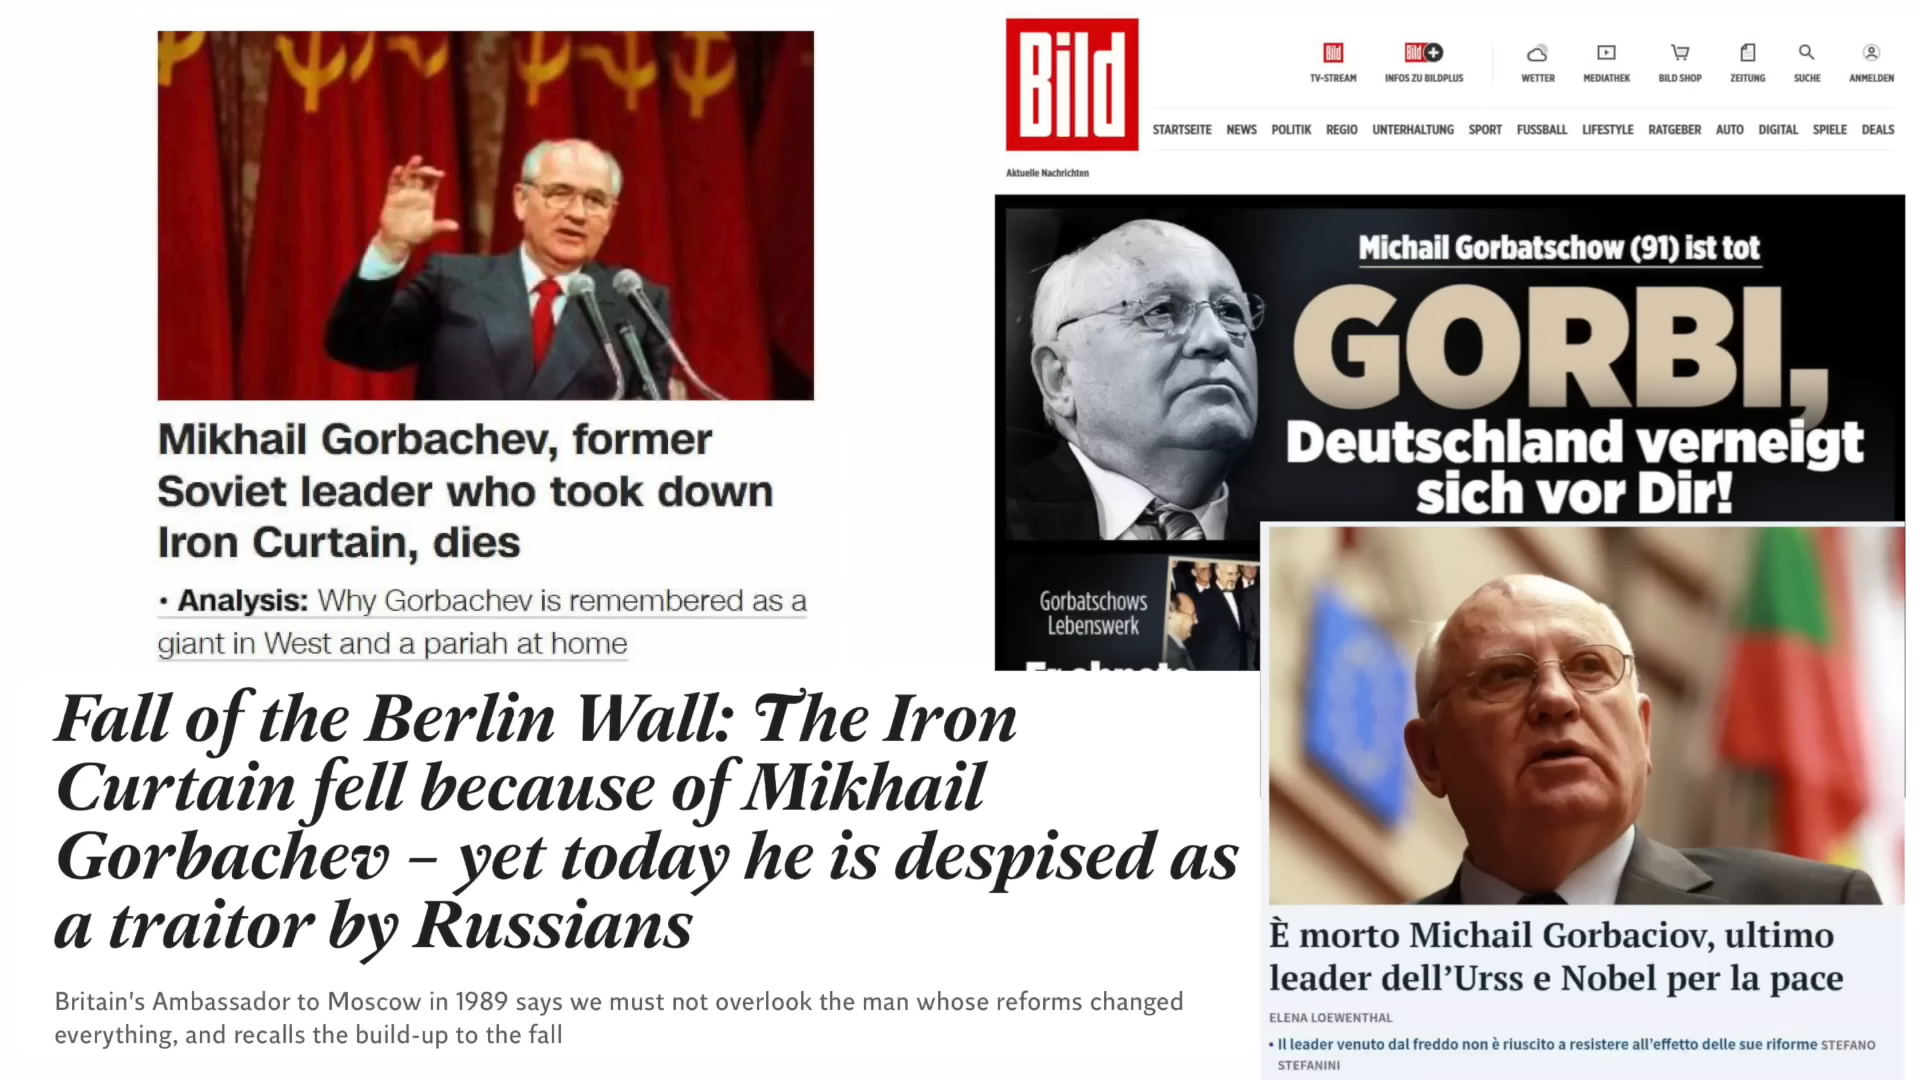 Mikhail Gorbachev, former
Soviet leader who took down
Iron Curtain, dies
• Analysis: Why Gorbachev is remembered as a
giant in West and a pariah at home
Bild
Bild
TV-STREAM
Bild+
INFOS ZU BILDPLUS
WETTER
MEDIATHEK
BILD SHOP
ZEITUNG
SUCHE
ANMELDEN
STARTSEITE NEWS POLITIK REGIO UNTERHALTUNG SPORT FUSSBALL LIFESTYLE RATGEBER AUTO DIGITAL SPIELE DEALS
Aktuelle Nachrichten
Michail Gorbatschow (91) ist tot
GORBI,
Deutschland verneigt
sich vor Dir!
Gorbatschows
Lebenswerk
Er ahnte
Fall of the Berlin Wall: The Iron
Curtain fell because of Mikhail
Gorbachev – yet today he is despised as
a traitor by Russians
Britain's Ambassador to Moscow in 1989 says we must not overlook the man whose reforms changed
everything, and recalls the build-up to the fall
È morto Michail Gorbaciov, ultimo
leader dell’Urss e Nobel per la pace
ELENA LOEWENTHAL
• Il leader venuto dal freddo non è riuscito a resistere all’effetto delle sue riforme STEFANO
STEFANINI